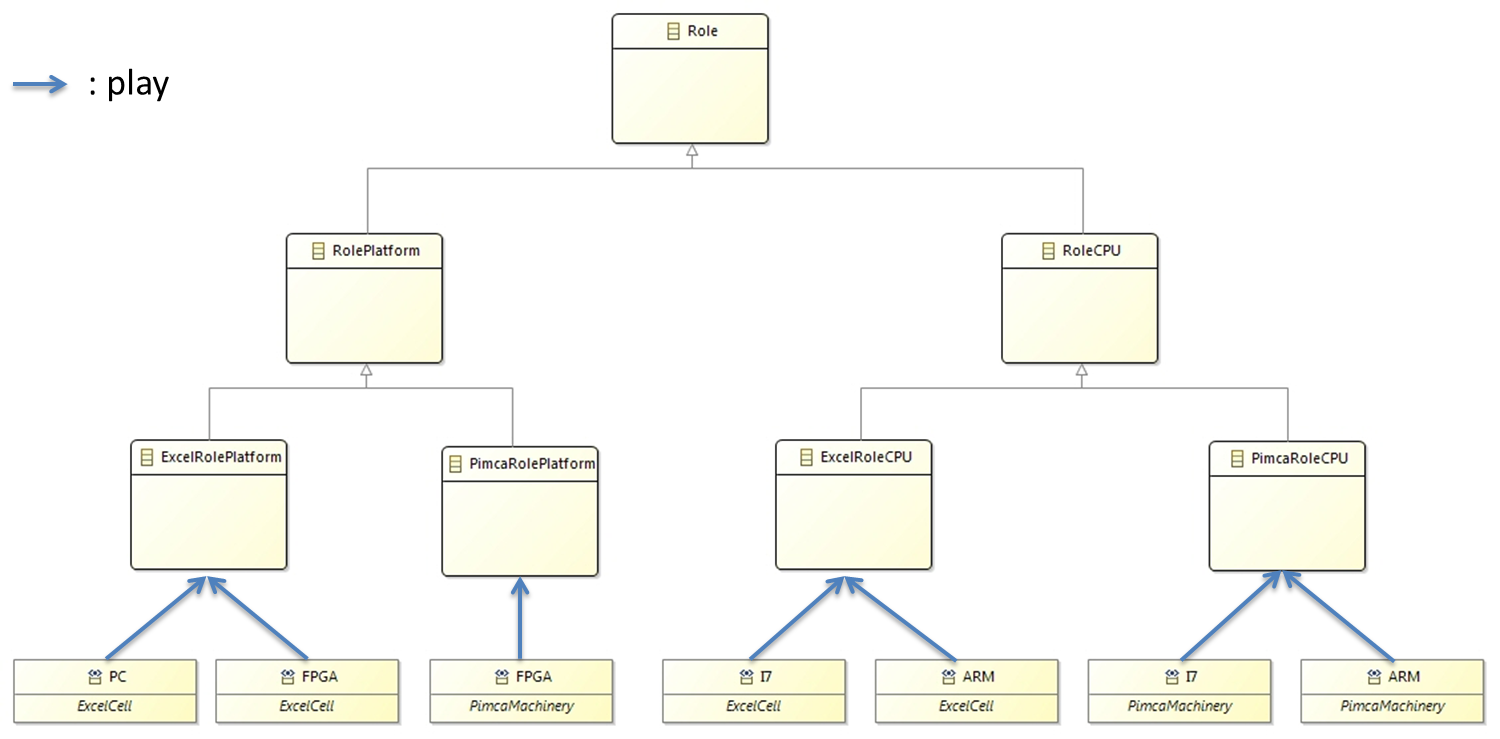 Role
: play
RolePlatform
RoleCPU
ExcelRolePlatform
PimcaRolePlatform
ExcelRoleCPU
PimcaRoleCPU
PC
ExcelCell
FPGA
ExcelCell
FPGA
PimcaMachinery
I7
ExcelCell
ARM
ExcelCell
I7
PimcaMachinery
ARM
PimcaMachinery